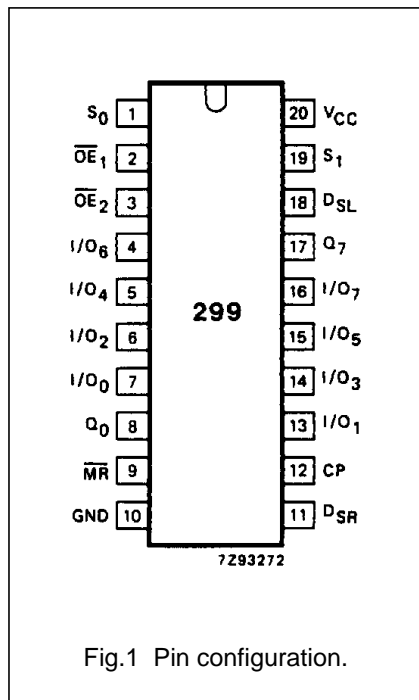 S0 1 20 VCC
OE1 2 19 S1
OE2 3 18 DSL
I/O6 4 17 Q7
I/O4 5 16 I/O7
299
I/O2 6 15 I/O5
I/O0 7 14 I/O3
Q0 8 13 I/O1
MR 9 12 CP
GND 10 11 DSR
7Z93272
Fig.1 Pin configuration.